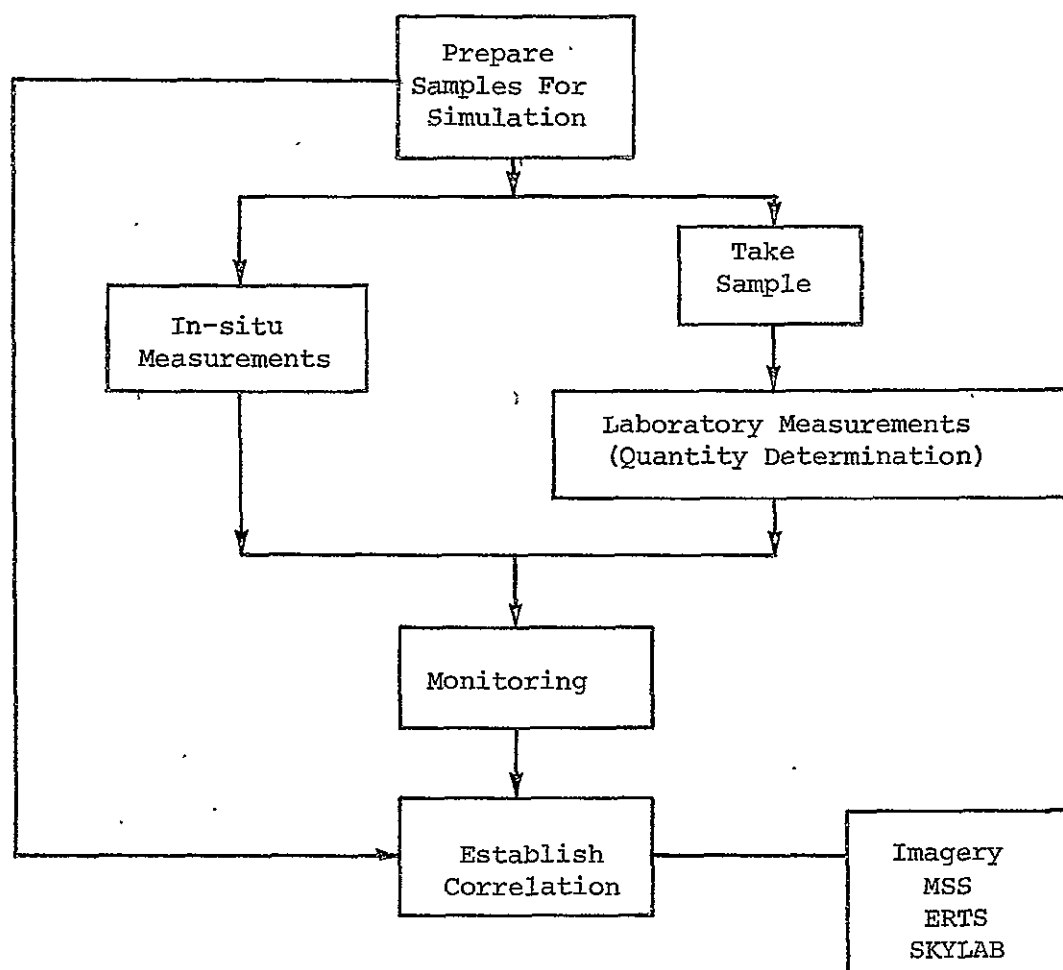 Prepare
Samples For
Simulation
Take
Sample
In-situ
Measurements
Laboratory Measurements
(Quantity Determination)
Monitoring
Establish
Correlation
Imagery
MSS
ERTS
SKYLAB